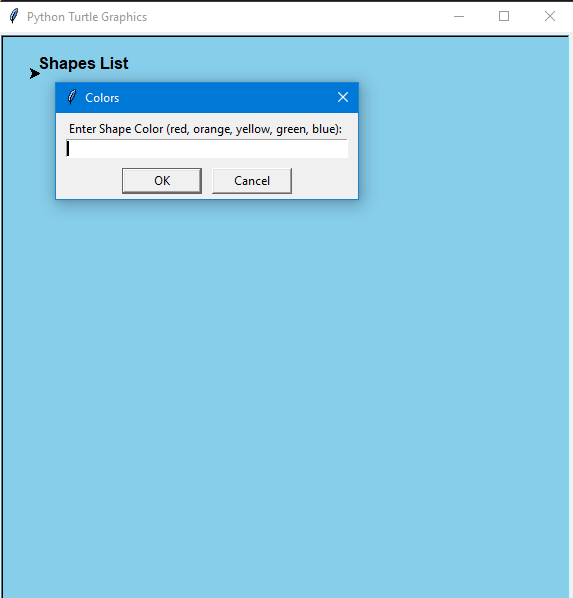 Python Turtle Graphics
Shapes List
Colors
Enter Shape Color (red, orange, yellow, green, blue):
OK Cancel